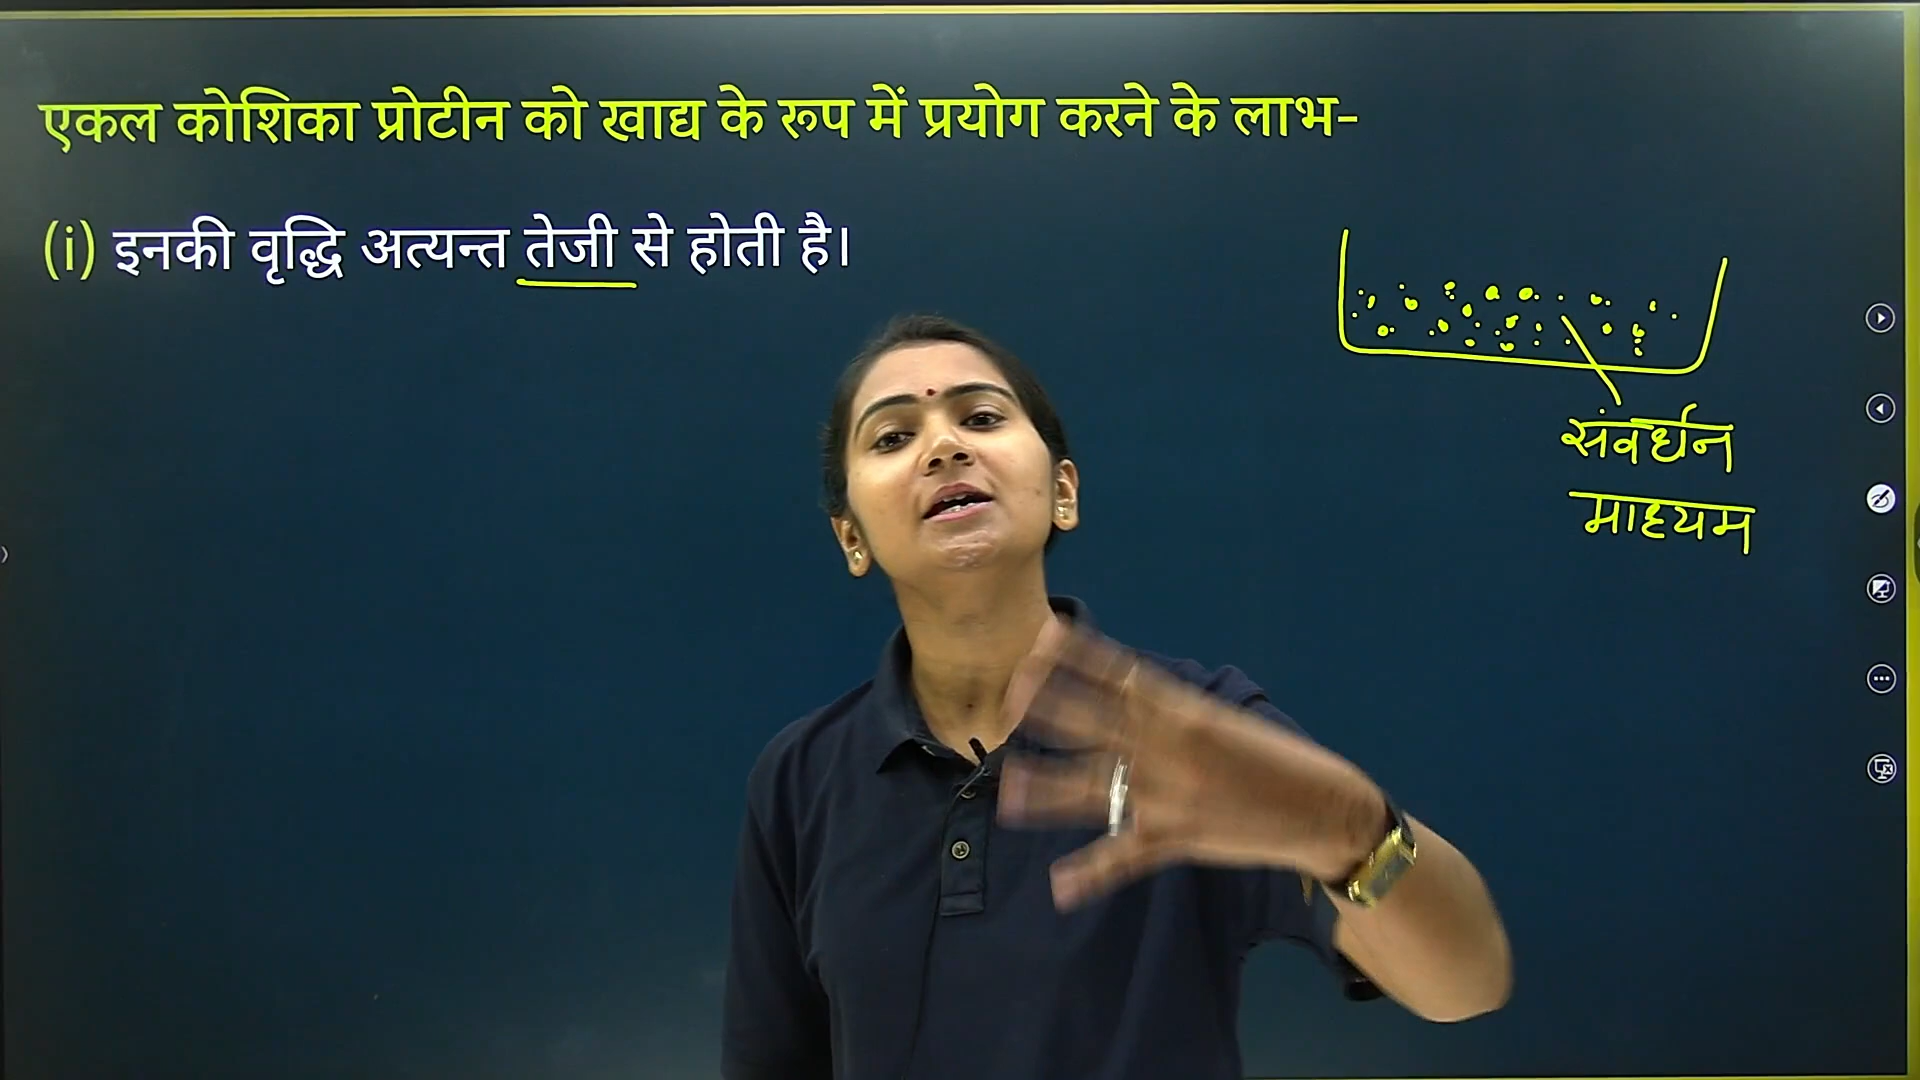 एकल कोशिका प्रोटीन को खाद्य के रूप में प्रयोग करने के लाभ-
(i) इनकी वृद्धि अत्यन्त तेजी से होती है।
संवर्धन
माध्यम